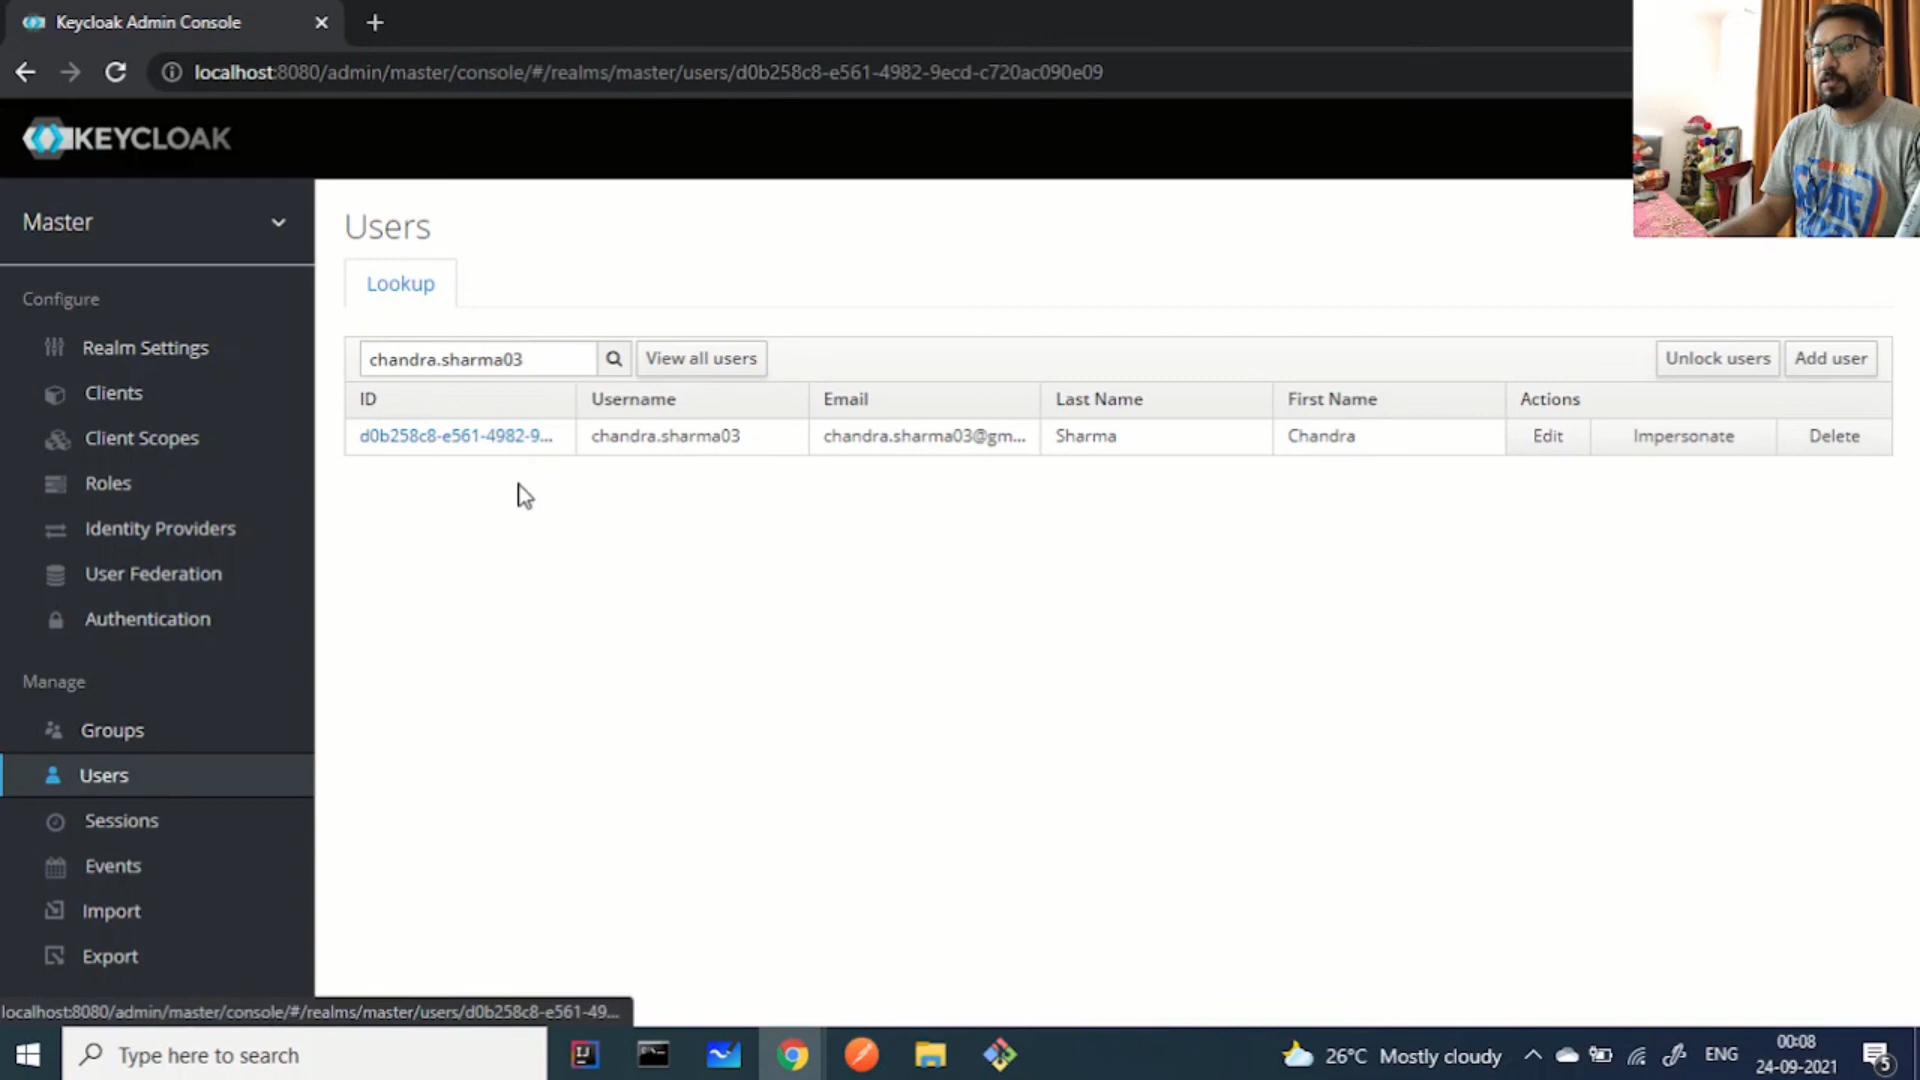 Keycloak Admin Console
localhost:8080/admin/master/console/#/realms/master/users/d0b258c8-e561-4982-9ecd-c720ac090e09
KEYCLOAK
Master
Configure
Realm Settings
Clients
Client Scopes
Roles
Identity Providers
User Federation
Authentication
Manage
Groups
Users
Sessions
Events
Import
Export
Users
Lookup
chandra.sharma03 View all users Unlock users Add user
ID Username Email Last Name First Name Actions
d0b258c8-e561-4982-9... chandra.sharma03 chandra.sharma03@gm... Sharma Chandra Edit Impersonate Delete
localhost:8080/admin/master/console/#/realms/master/users/d0b258c8-e561-49...
Type here to search
IJ
26°C Mostly cloudy
ENG
00:08
24-09-2021
5